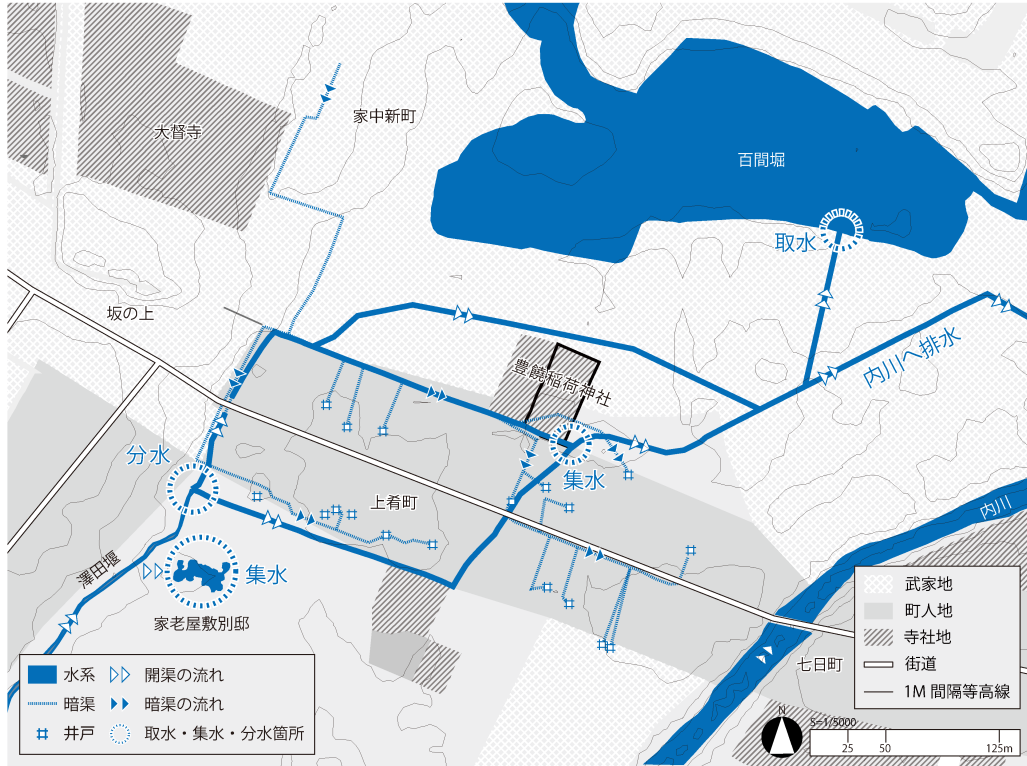 大督寺
家中新町
百間堀
取水
坂の上
内川へ排水
豊饒稲荷神社
分水
集水
上肴町
内川
澤田堰
集水
家老屋敷別邸
七日町
水系
開渠の流れ
暗渠
暗渠の流れ
井戸
取水・集水・分水箇所
武家地
町人地
寺社地
街道
1M 間隔等高線
N
S=1/5000
25
50
125m